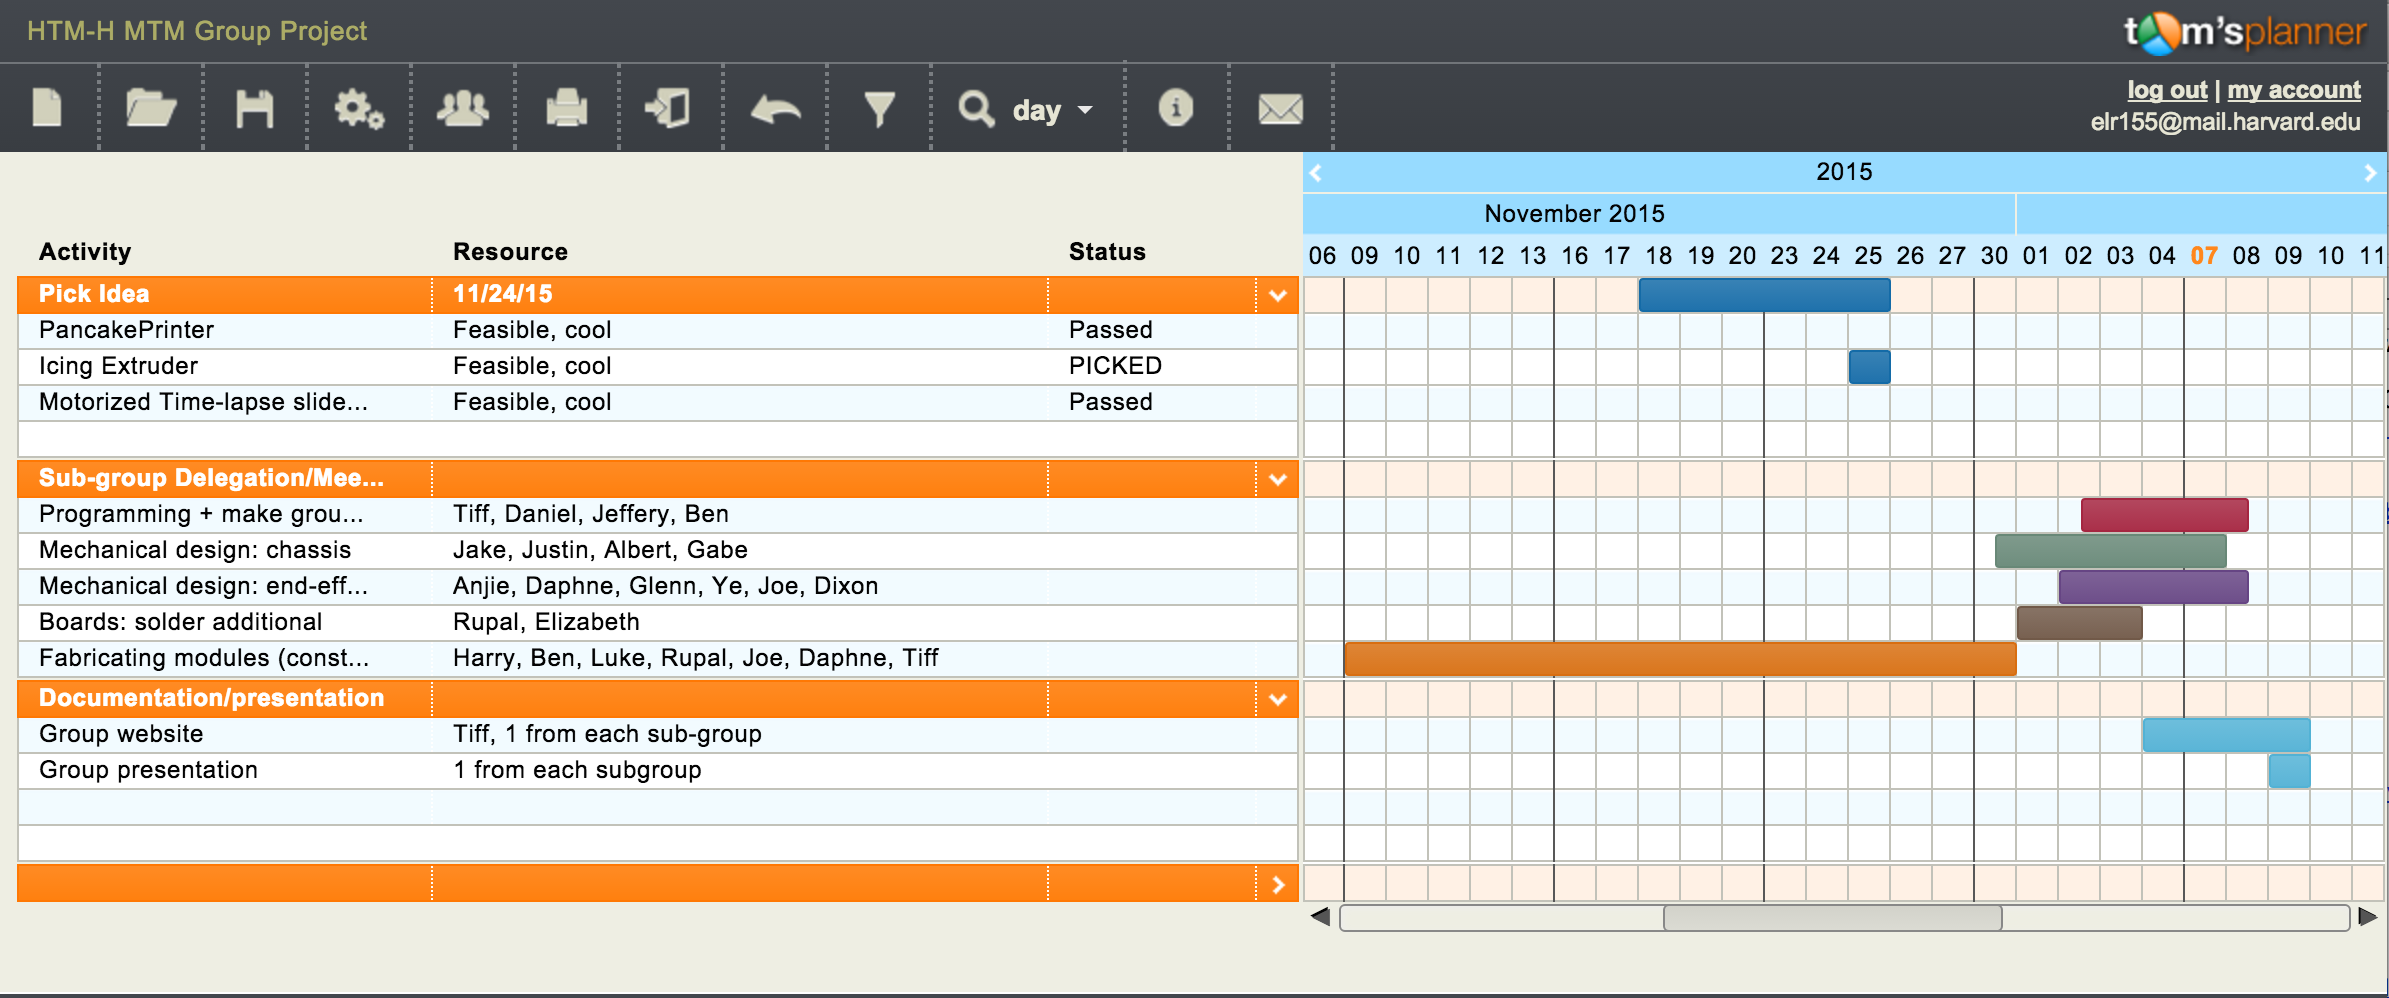 HTM-H MTM Group Project
tom'splanner
day
log out | my account
elr155@mail.harvard.edu
2015
November 2015
Activity Resource Status
06 09 10 11 12 13 16 17 18 19 20 23 24 25 26 27 30 01 02 03 04 07 08 09 10 11
Pick Idea 11/24/15
PancakePrinter Feasible, cool Passed
Icing Extruder Feasible, cool PICKED
Motorized Time-lapse slide... Feasible, cool Passed
Sub-group Delegation/Mee...
Programming + make grou... Tiff, Daniel, Jeffery, Ben
Mechanical design: chassis Jake, Justin, Albert, Gabe
Mechanical design: end-eff... Anjie, Daphne, Glenn, Ye, Joe, Dixon
Boards: solder additional Rupal, Elizabeth
Fabricating modules (const... Harry, Ben, Luke, Rupal, Joe, Daphne, Tiff
Documentation/presentation
Group website Tiff, 1 from each sub-group
Group presentation 1 from each subgroup